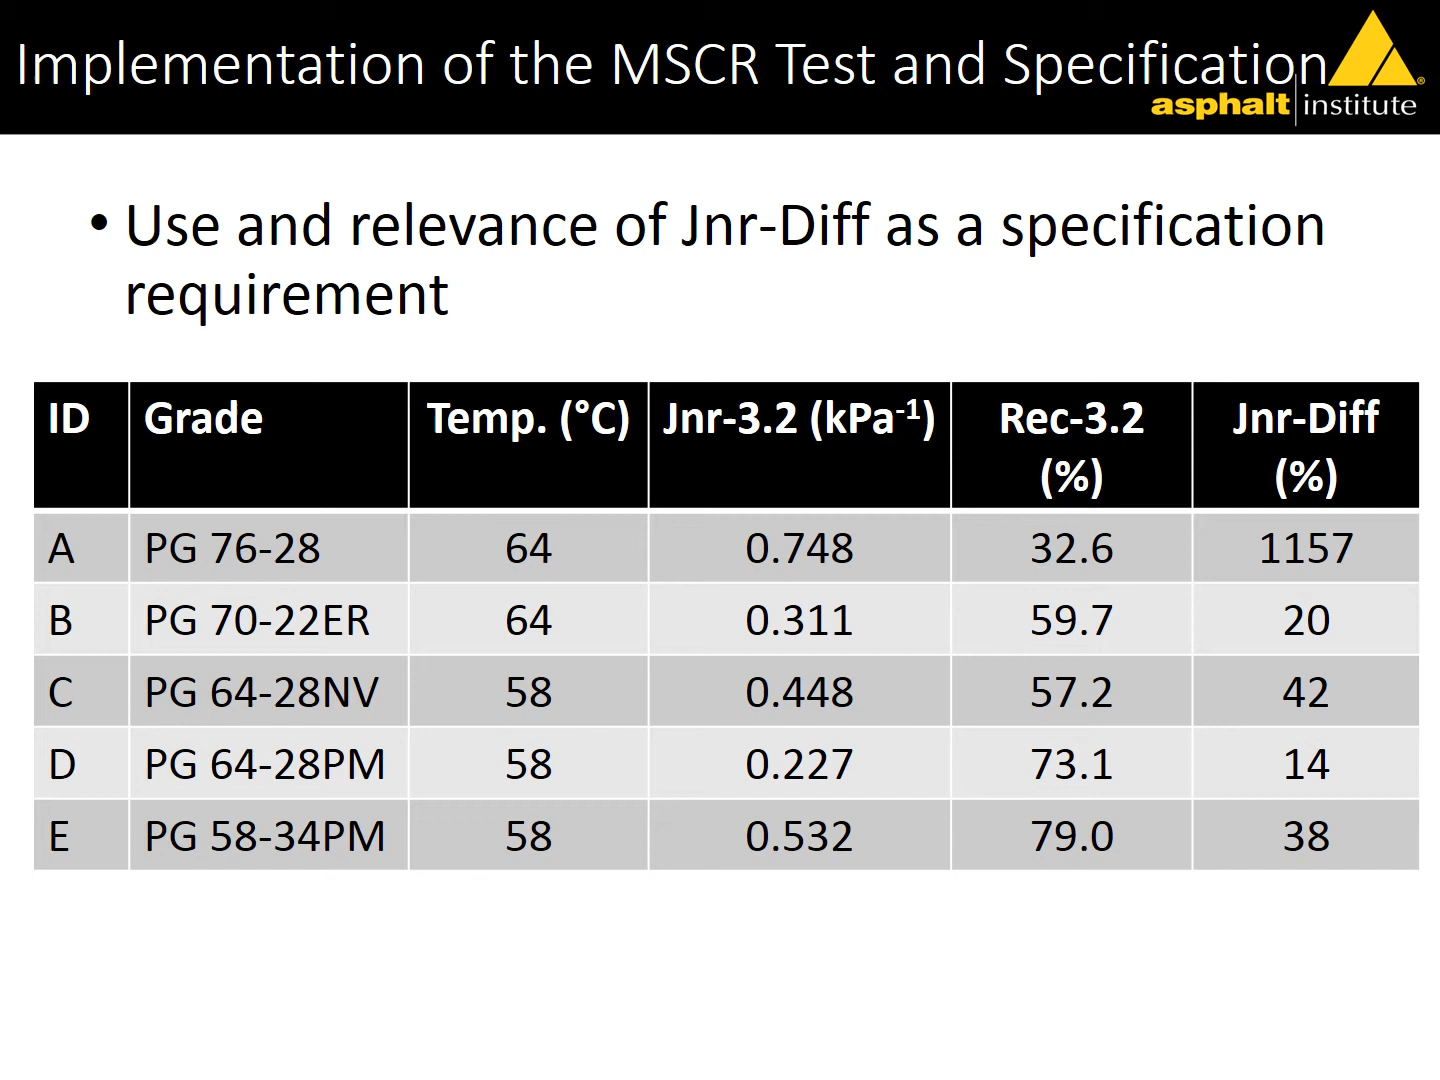 Implementation of the MSCR Test and Specification
asphalt institute®
• Use and relevance of Jnr-Diff as a specification
requirement
ID Grade Temp. (°C) Jnr-3.2 (kPa⁻¹) Rec-3.2 (%) Jnr-Diff (%)
A PG 76-28 64 0.748 32.6 1157
B PG 70-22ER 64 0.311 59.7 20
C PG 64-28NV 58 0.448 57.2 42
D PG 64-28PM 58 0.227 73.1 14
E PG 58-34PM 58 0.532 79.0 38